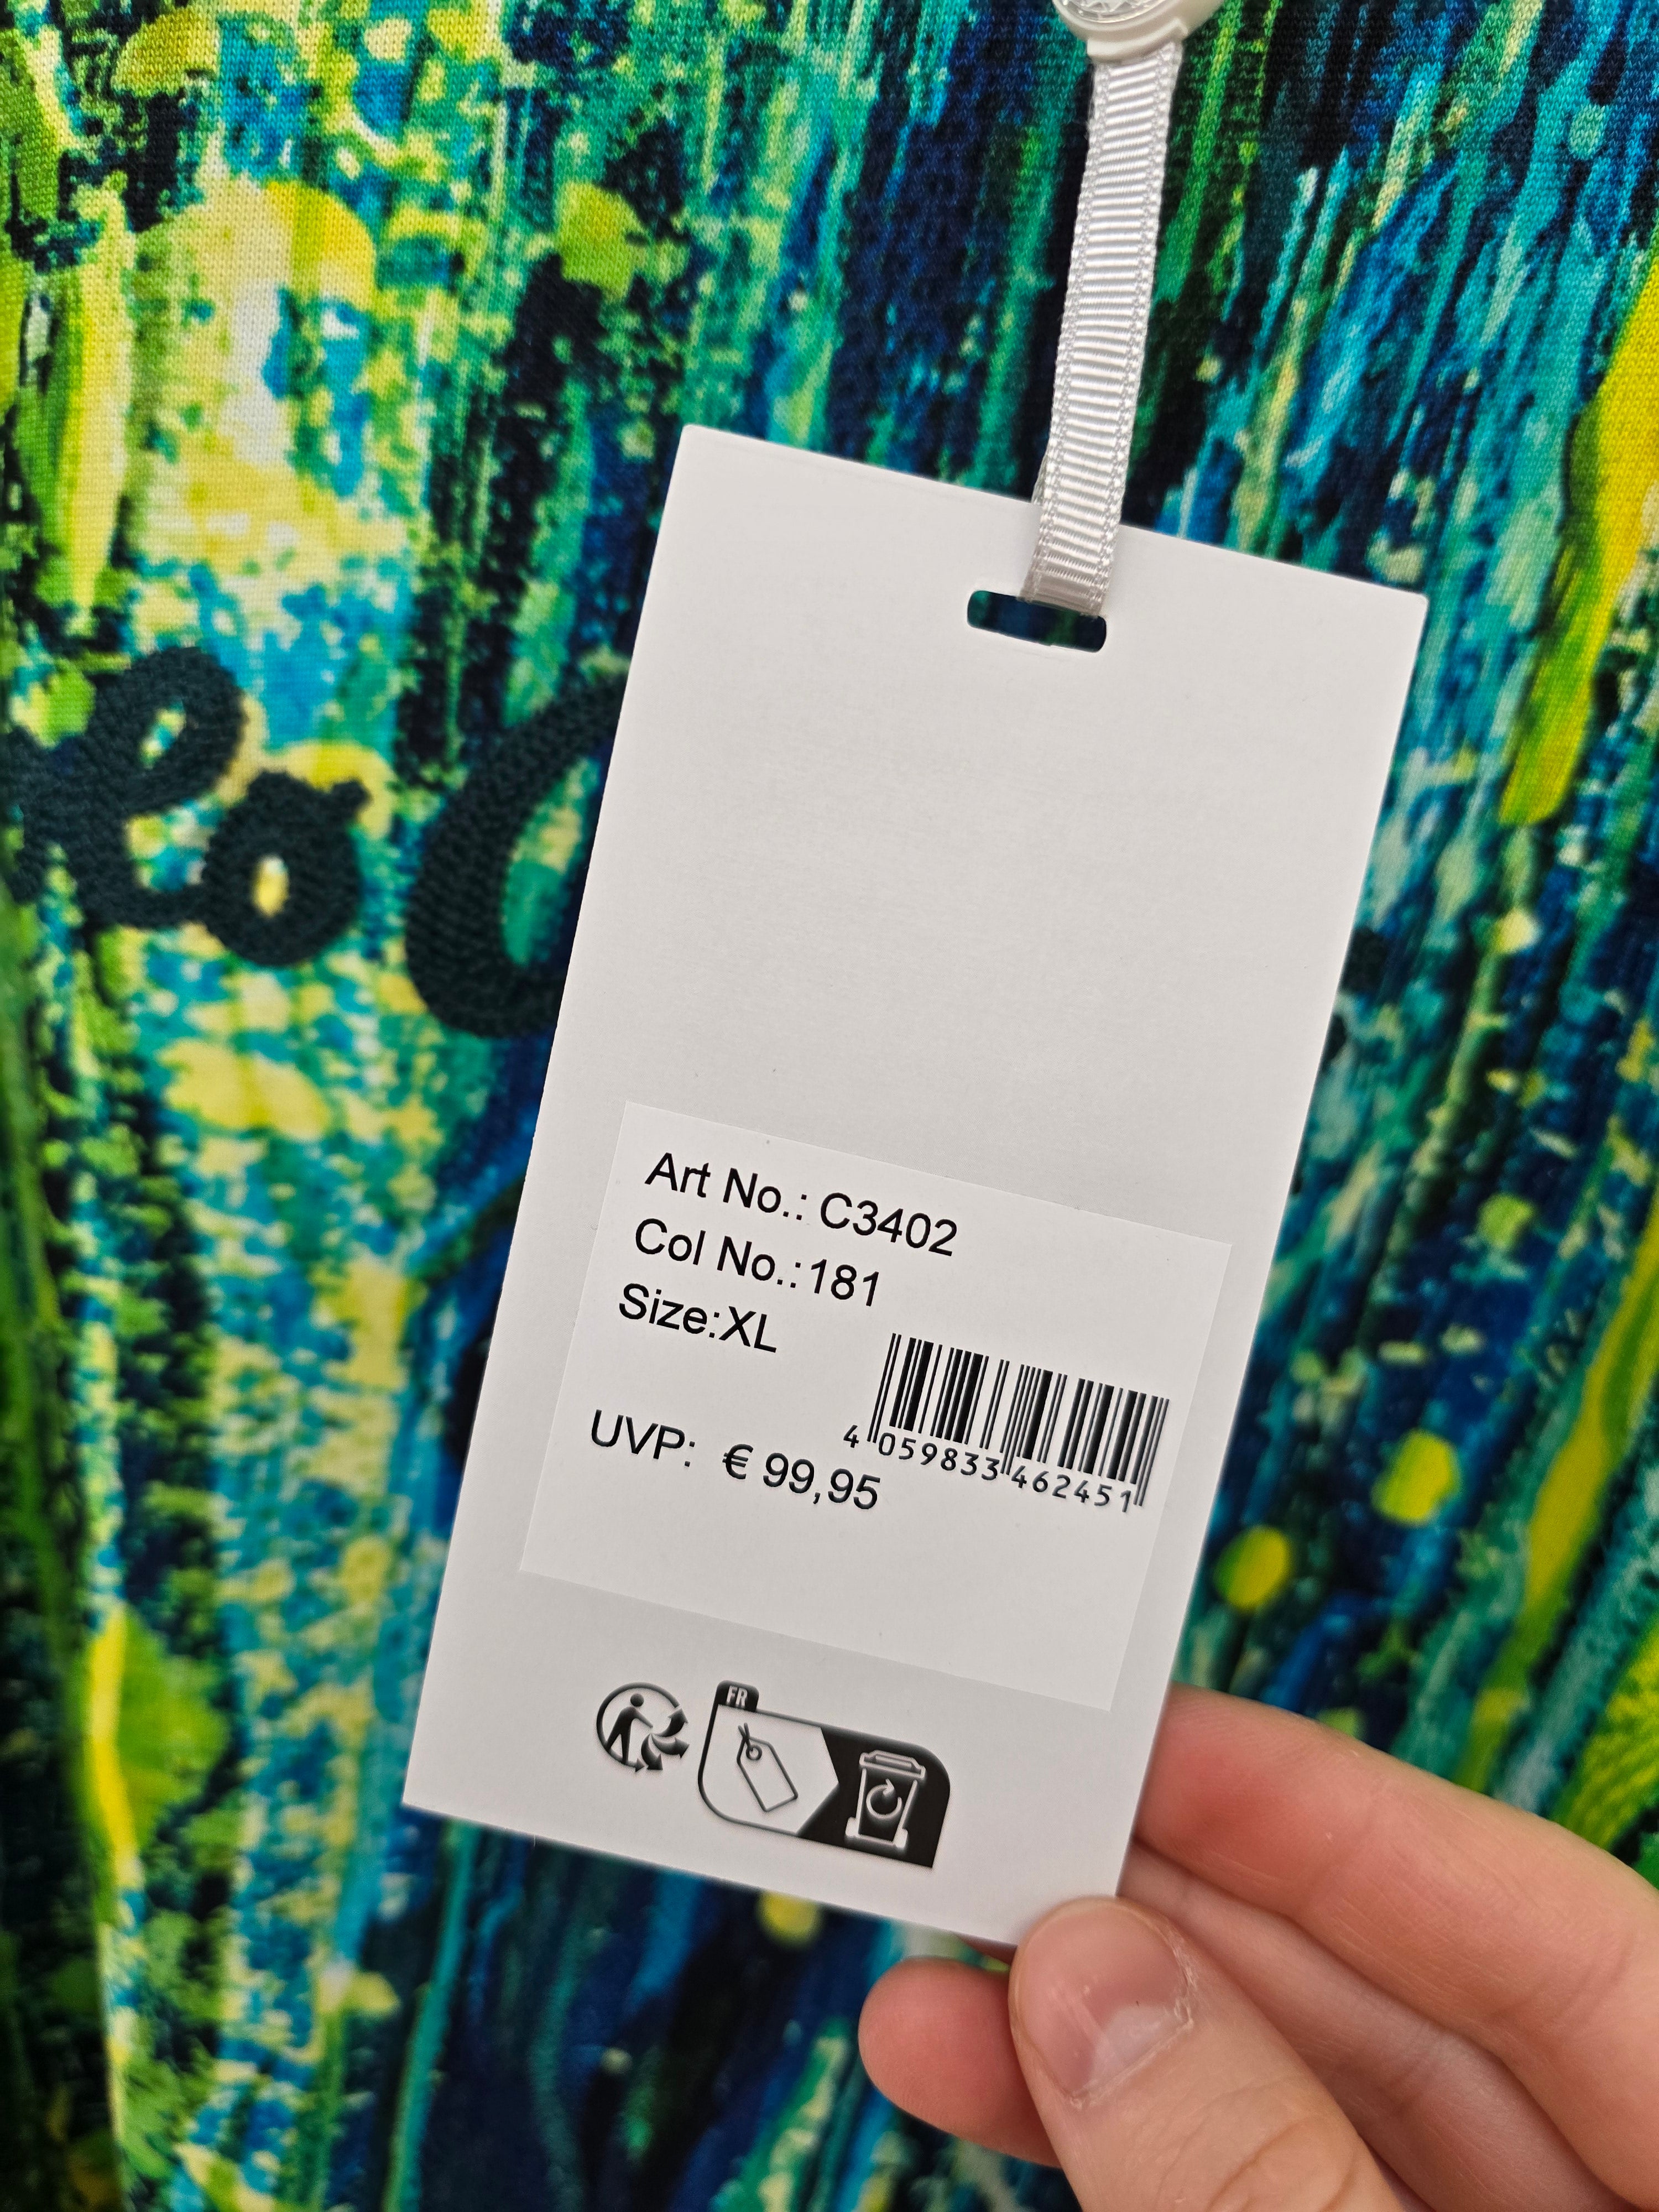 Art No.: C3402
Col No.:181
Size:XL
4 059833 462451
UVP: € 99,95
FR